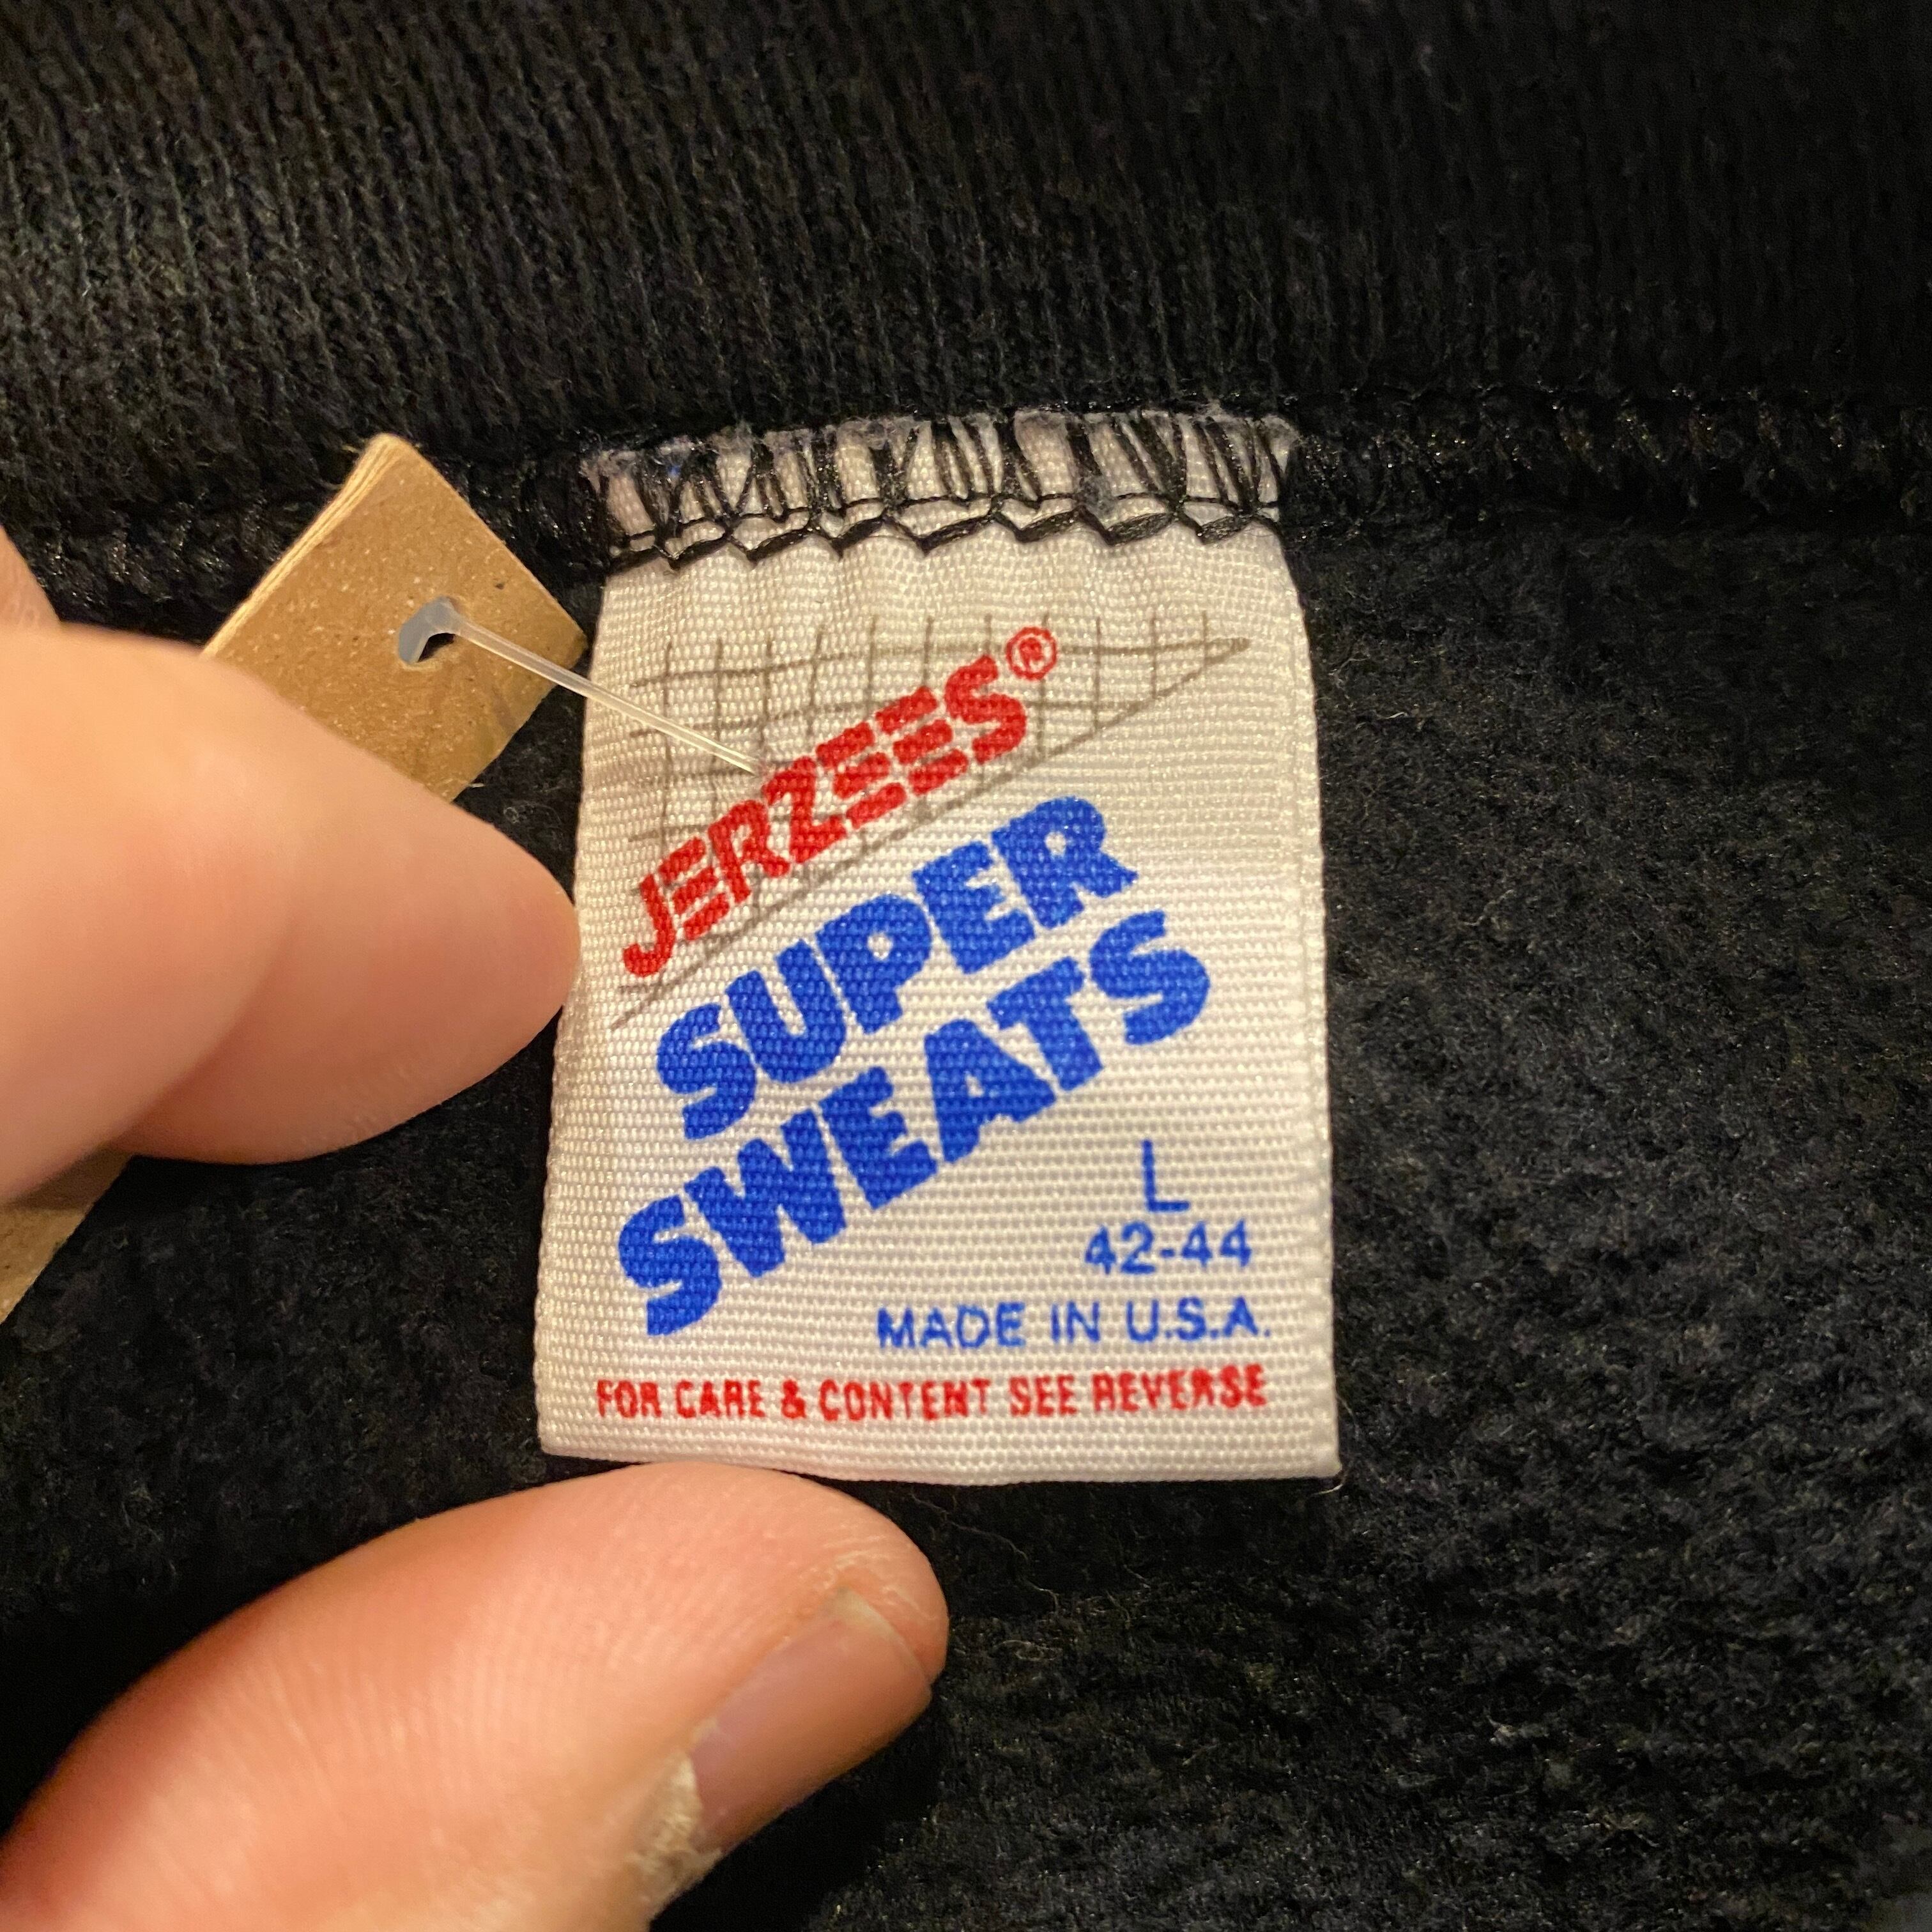 JERZEES®
SUPER
SWEATS
L
42-44
MADE IN U.S.A.
FOR CARE & CONTENT SEE REVERSE